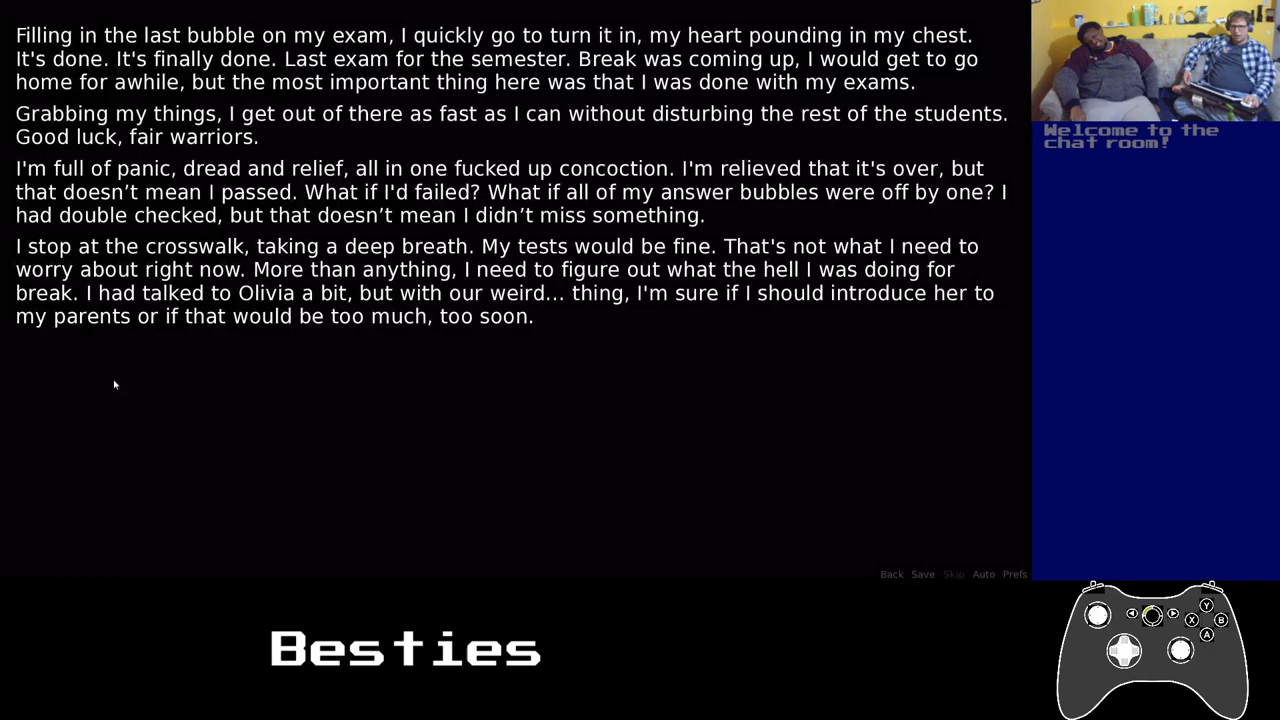 Filling in the last bubble on my exam, I quickly go to turn it in, my heart pounding in my chest.
It's done. It's finally done. Last exam for the semester. Break was coming up, I would get to go
home for awhile, but the most important thing here was that I was done with my exams.
Grabbing my things, I get out of there as fast as I can without disturbing the rest of the students.
Good luck, fair warriors.
I'm full of panic, dread and relief, all in one fucked up concoction. I'm relieved that it's over, but
that doesn’t mean I passed. What if I'd failed? What if all of my answer bubbles were off by one? I
had double checked, but that doesn’t mean I didn’t miss something.
I stop at the crosswalk, taking a deep breath. My tests would be fine. That's not what I need to
worry about right now. More than anything, I need to figure out what the hell I was doing for
break. I had talked to Olivia a bit, but with our weird... thing, I'm sure if I should introduce her to
my parents or if that would be too much, too soon.
Back Save Skip Auto Prefs
Welcome to the
chat room!
Besties
Y
X B
A